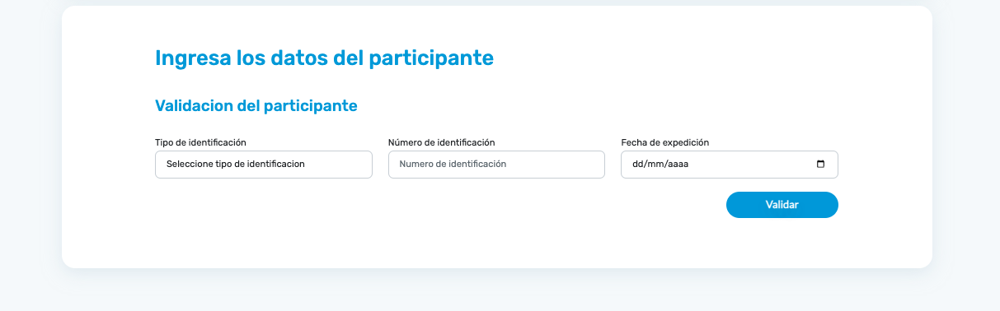 Ingresa los datos del participante
Validacion del participante
Tipo de identificación
Número de identificación
Fecha de expedición
Seleccione tipo de identificacion
Numero de identificación
dd/mm/aaaa
Validar